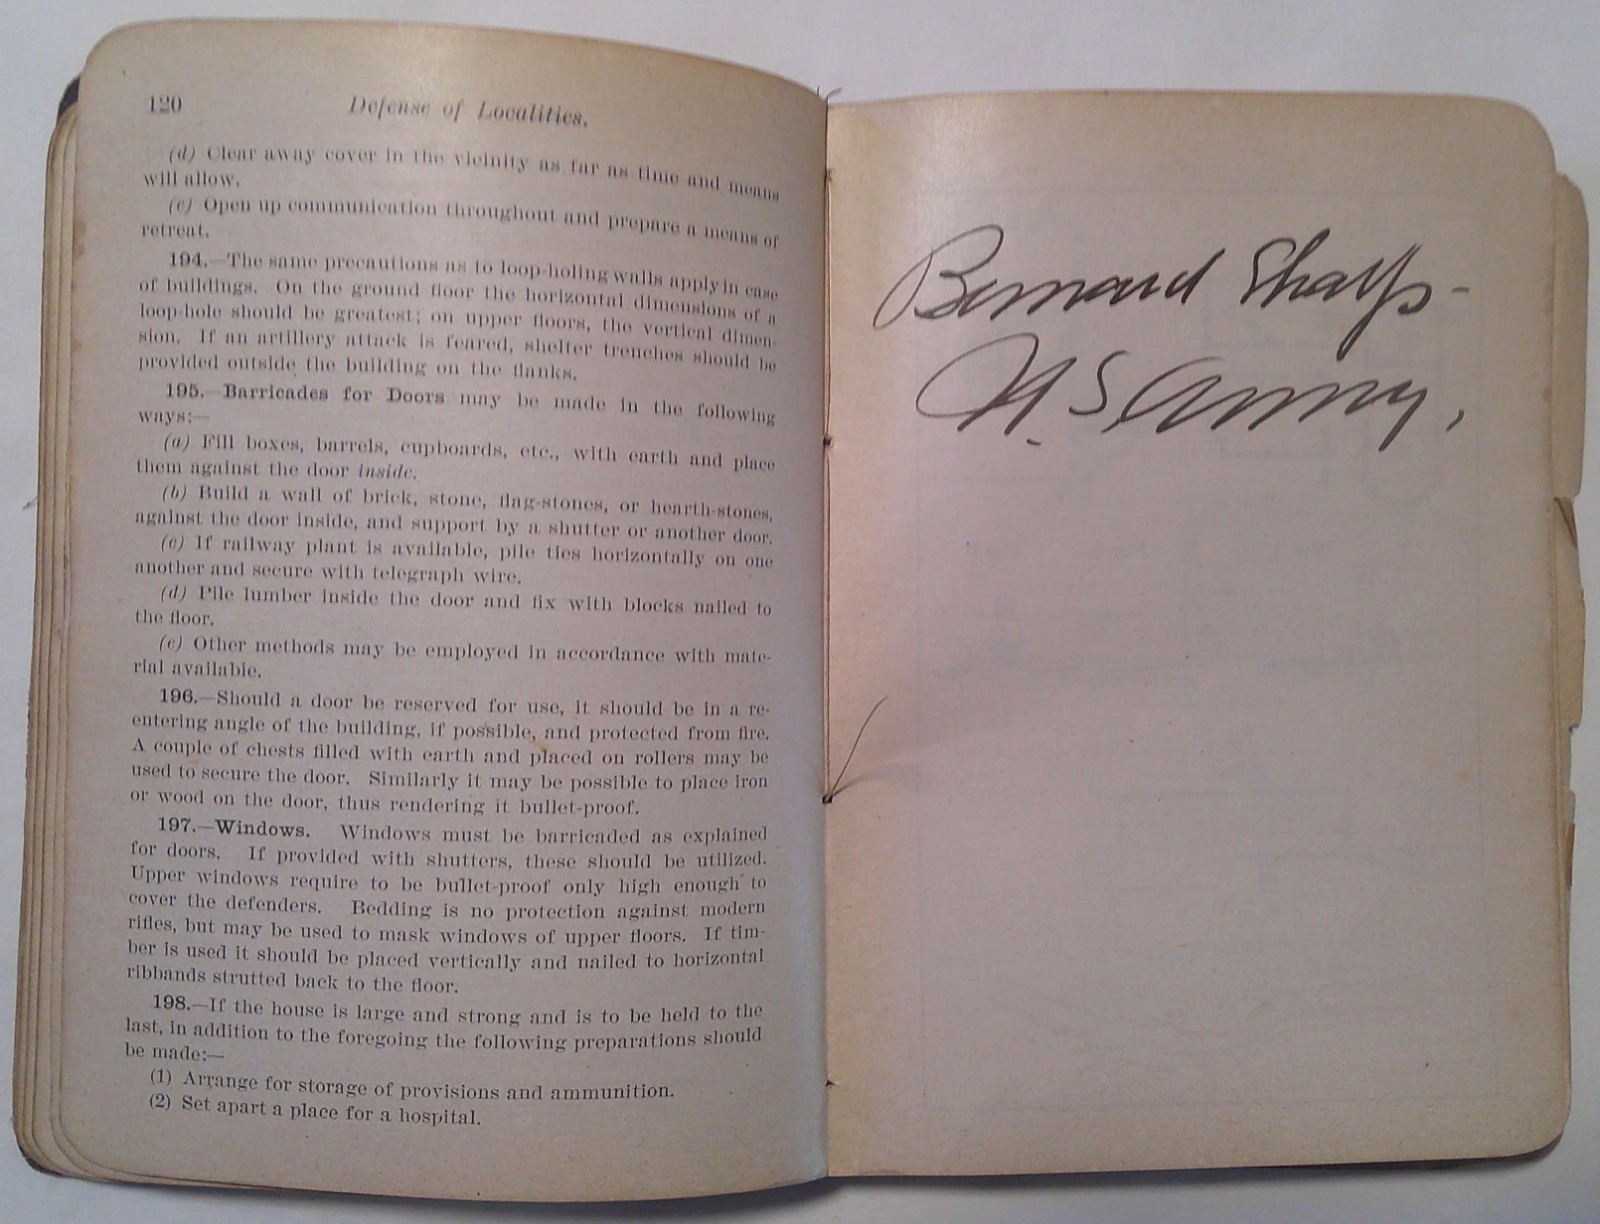 120 Defense of Localities.
(d) Clear away cover in the vicinity as far as time and means
will allow.
(e) Open up communication throughout and prepare a means of
retreat.
194.—The same precautions as to loop-holing walls apply in case
of buildings. On the ground floor the horizontal dimensions of a
loop-hole should be greatest; on upper floors, the vertical dimen-
sion. If an artillery attack is feared, shelter trenches should be
provided outside the building on the flanks.
195.—Barricades for Doors may be made in the following
ways:—
(a) Fill boxes, barrels, cupboards, etc., with earth and place
them against the door inside.
(b) Build a wall of brick, stone, flag-stones, or hearth-stones,
against the door inside, and support by a shutter or another door.
(c) If railway plant is available, pile ties horizontally on one
another and secure with telegraph wire.
(d) Pile lumber inside the door and fix with blocks nailed to
the floor.
(e) Other methods may be employed in accordance with mate-
rial available.
196.—Should a door be reserved for use, it should be in a re-
entering angle of the building, if possible, and protected from fire.
A couple of chests filled with earth and placed on rollers may be
used to secure the door. Similarly it may be possible to place iron
or wood on the door, thus rendering it bullet-proof.
197.—Windows. Windows must be barricaded as explained
for doors. If provided with shutters, these should be utilized.
Upper windows require to be bullet-proof only high enough to
cover the defenders. Bedding is no protection against modern
rifles, but may be used to mask windows of upper floors. If tim-
ber is used it should be placed vertically and nailed to horizontal
ribbands strutted back to the floor.
198.—If the house is large and strong and is to be held to the
last, in addition to the foregoing the following preparations should
be made:—
(1) Arrange for storage of provisions and ammunition.
(2) Set apart a place for a hospital.
Bernard Sharp-
U.S. Army.